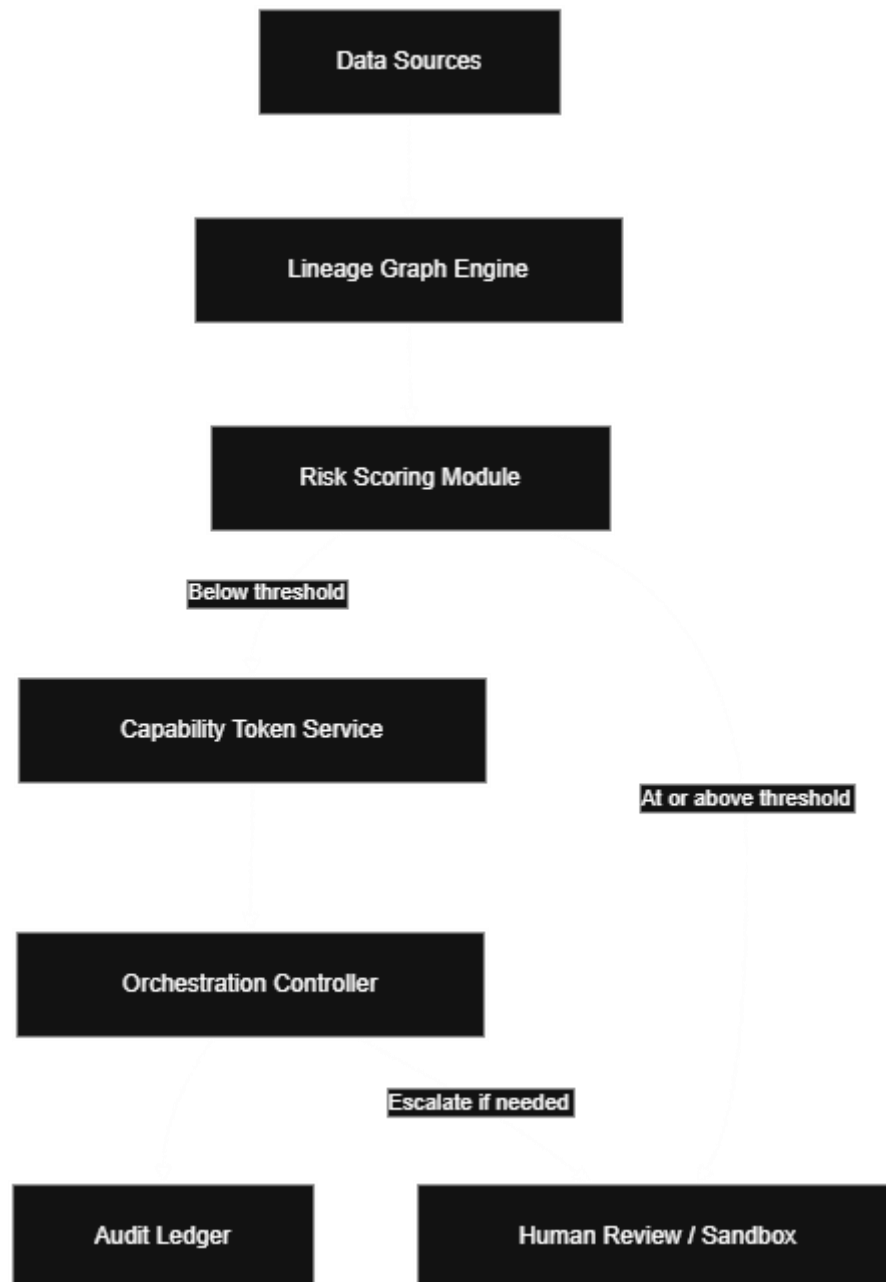 Data Sources
Lineage Graph Engine
Risk Scoring Module
Below threshold
Capability Token Service
At or above threshold
Orchestration Controller
Escalate if needed
Audit Ledger
Human Review / Sandbox